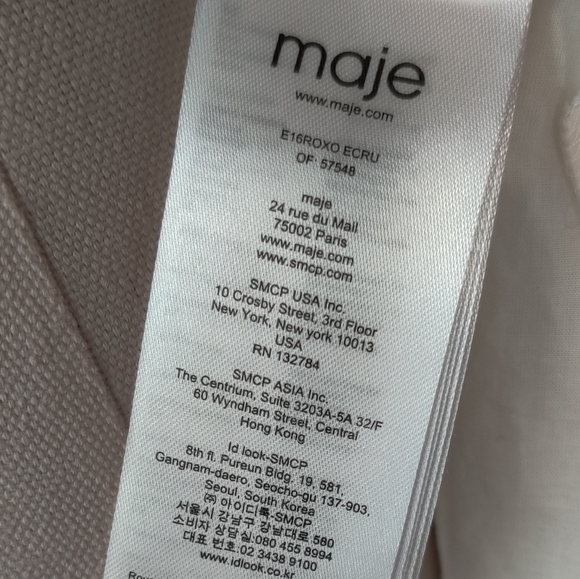 maje
www.maje.com
E16ROXO ECRU
OF: 57548
maje
24 rue du Mail
75002 Paris
www.maje.com
www.smcp.com
SMCP USA Inc.
10 Crosby Street, 3rd Floor
New York, New york 10013
USA
RN 132784
SMCP ASIA Inc.
The Centrium, Suite 3203A-5A 32/F
60 Wyndham Street, Central
Hong Kong
Id look-SMCP
8th fl. Pureun Bldg. 19, 581,
Gangnam-daero, Seocho-gu 137-903,
Seoul, South Korea
㈜ 아이디룩-SMCP
서울시 강남구 강남대로 580
소비자 상담실:080 455 8994
대표 번호:02 3438 9100
www.idlook.co.kr